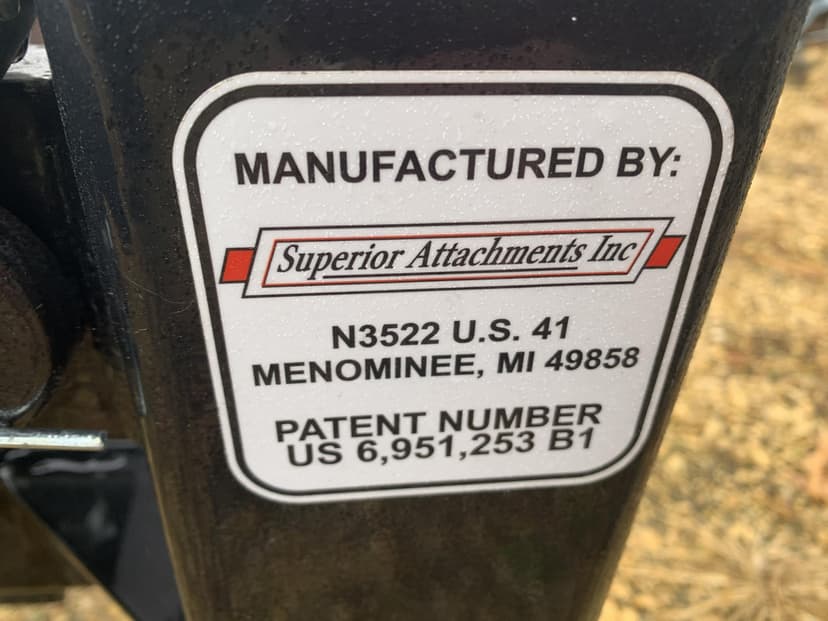 MANUFACTURED BY:
Superior Attachments Inc
N3522 U.S. 41
MENOMINEE, MI 49858
PATENT NUMBER
US 6,951,253 B1